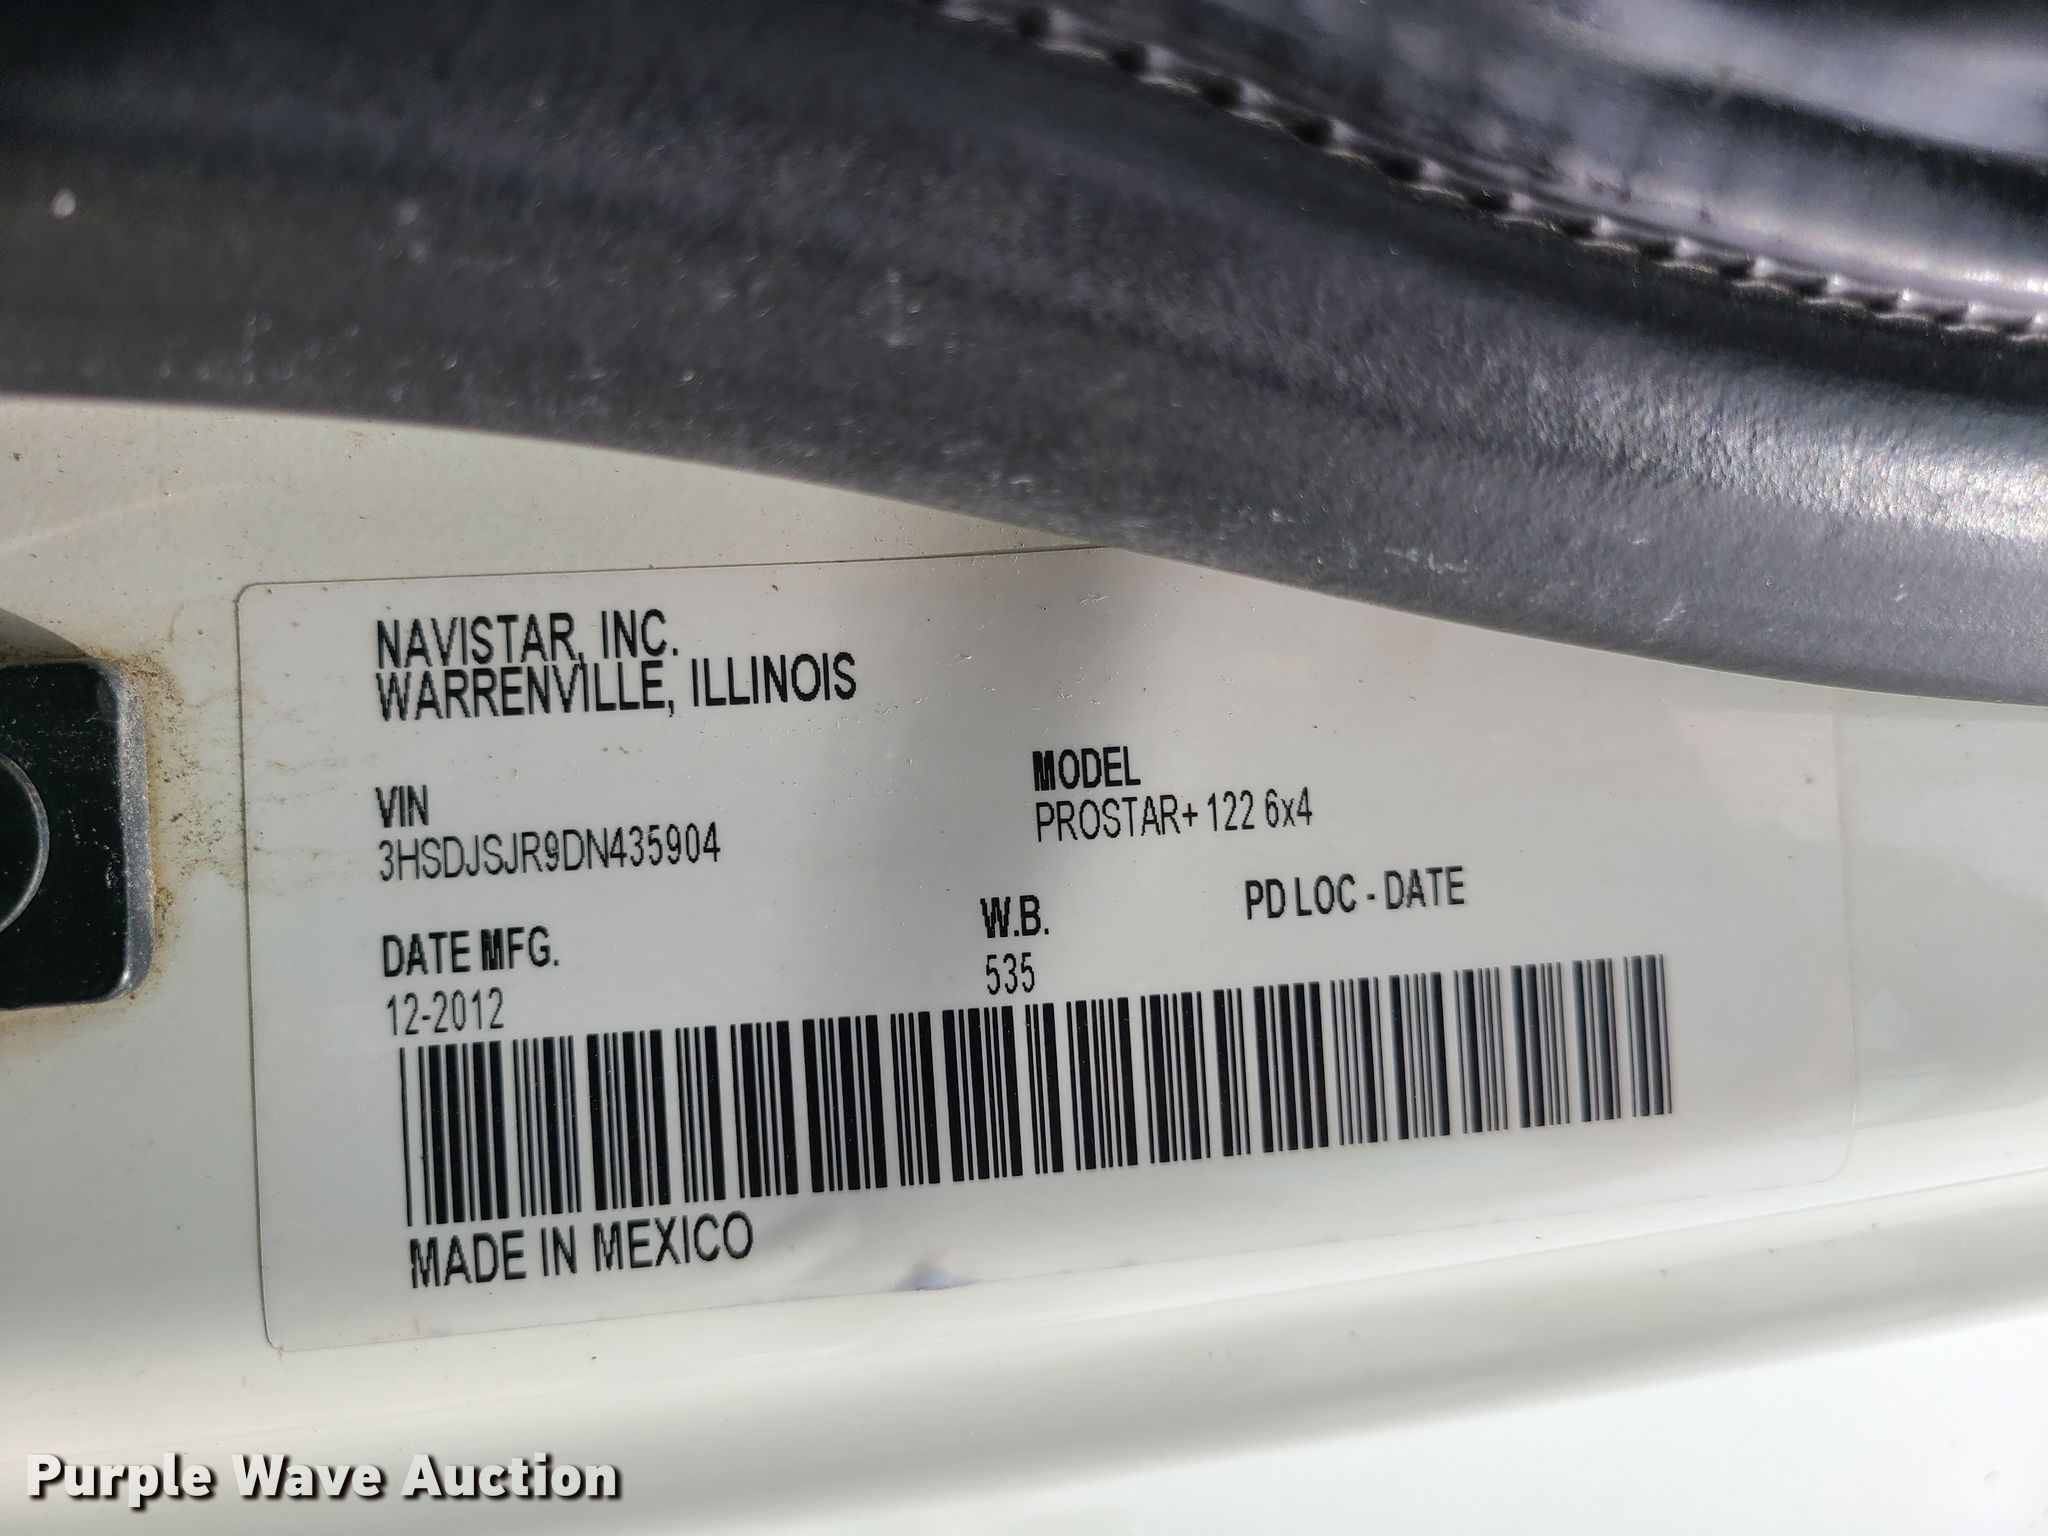 NAVISTAR, INC.
WARRENVILLE, ILLINOIS
VIN
3HSDJSJR9DN435904
MODEL
PROSTAR+ 122 6x4
DATE MFG.
12-2012
W.B.
535
PD LOC - DATE
MADE IN MEXICO
Purple Wave Auction